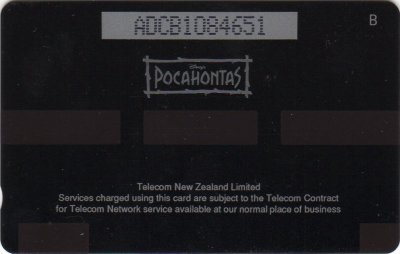 ADCB1084651
B
Disney's
POCAHONTAS
Telecom New Zealand Limited
Services charged using this card are subject to the Telecom Contract
for Telecom Network service available at our normal place of business